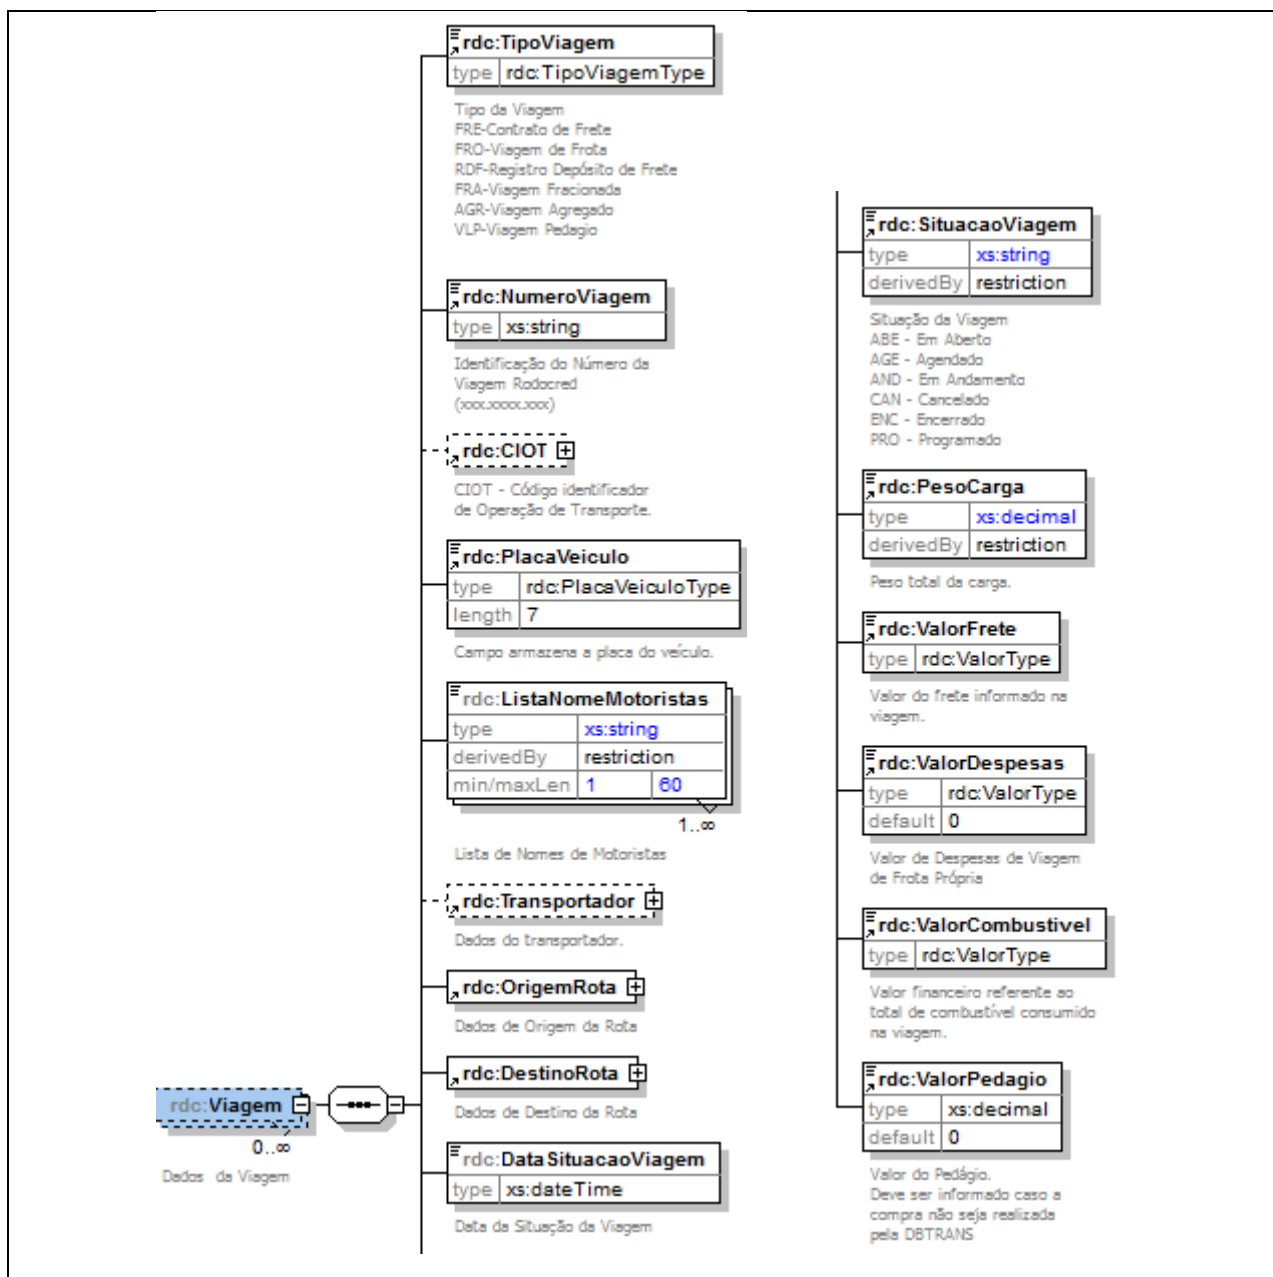 rdc:TipoViagem
type rdc:TipoViagemType
Tipo da Viagem
FRE-Contrato de Frete
FRO-Viagem de Frota
RDF-Registro Depósito de Frete
FRA-Viagem Fracionada
AGR-Viagem Agregado
VLP-Viagem Pedagio
rdc:NumeroViagem
type xs:string
Identificação do Número da
Viagem Rodocred
(xxx.xxxx.xxx)
rdc:CIOT
CIOT - Código identificador
de Operação de Transporte.
rdc:PlacaVeiculo
type rdc:PlacaVeiculoType
length 7
Campo armazena a placa do veículo.
rdc:ListaNomeMotoristas
type xs:string
derivedBy restriction
min/maxLen 1 60
1..∞
Lista de Nomes de Motoristas
rdc:Transportador
Dados do transportador.
rdc:OrigemRota
Dados de Origem da Rota
rdc:DestinoRota
Dados de Destino da Rota
rdc:Viagem
0..∞
Dados da Viagem
rdc:DataSituacaoViagem
type xs:dateTime
Data da Situação da Viagem
rdc:SituacaoViagem
type xs:string
derivedBy restriction
Situação da Viagem
ABE - Em Aberto
AGE - Agendado
AND - Em Andamento
CAN - Cancelado
ENC - Encerrado
PRO - Programado
rdc:PesoCarga
type xs:decimal
derivedBy restriction
Peso total da carga.
rdc:ValorFrete
type rdc:ValorType
Valor do frete informado na
viagem.
rdc:ValorDespesas
type rdc:ValorType
default 0
Valor de Despesas de Viagem
de Frota Própria
rdc:ValorCombustivel
type rdc:ValorType
Valor financeiro referente ao
total de combustível consumido
na viagem.
rdc:ValorPedagio
type xs:decimal
default 0
Valor do Pedágio.
Deve ser informado caso a
compra não seja realizada
pela DBTRANS